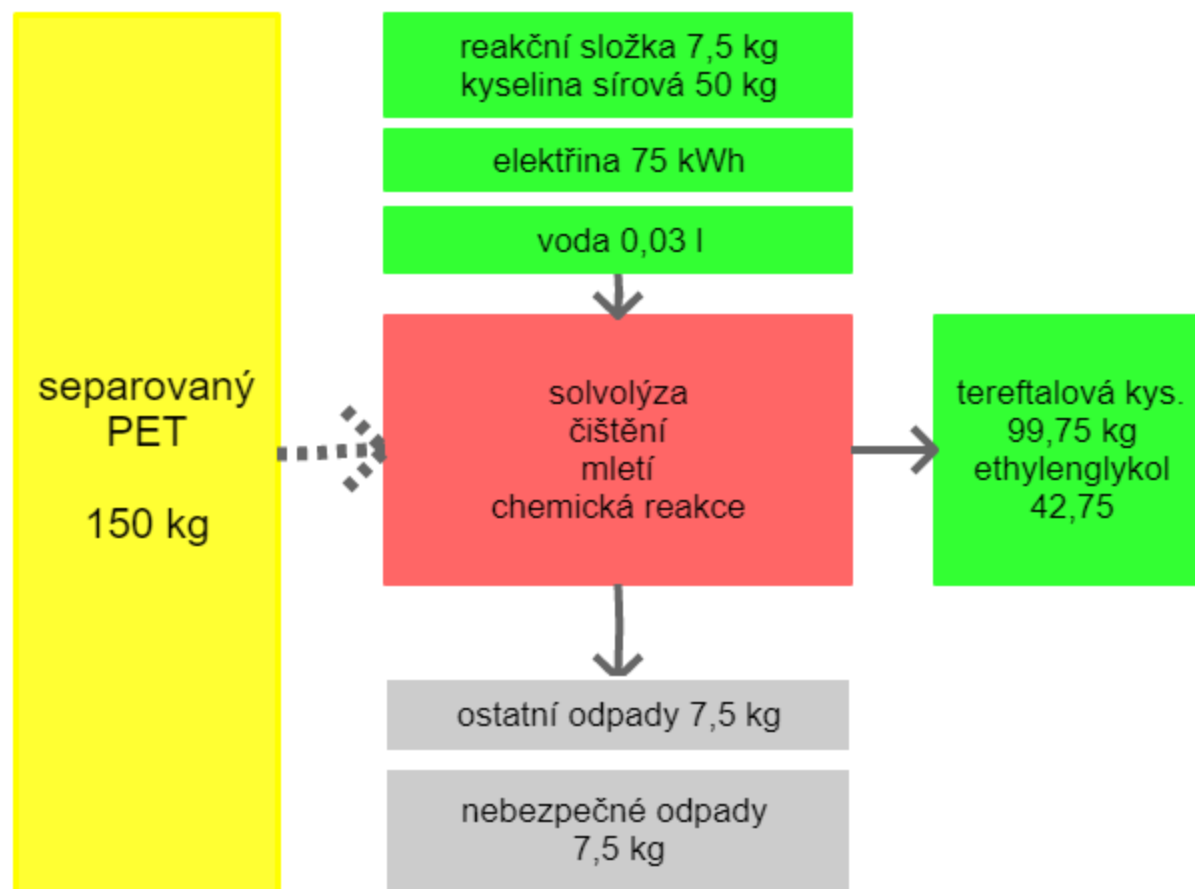 separovaný
PET
150 kg
reakční složka 7,5 kg
kyselina sírová 50 kg
elektřina 75 kWh
voda 0,03 l
solvolýza
čištění
mletí
chemická reakce
tereftalová kys.
99,75 kg
ethylenglykol
42,75
ostatní odpady 7,5 kg
nebezpečné odpady
7,5 kg